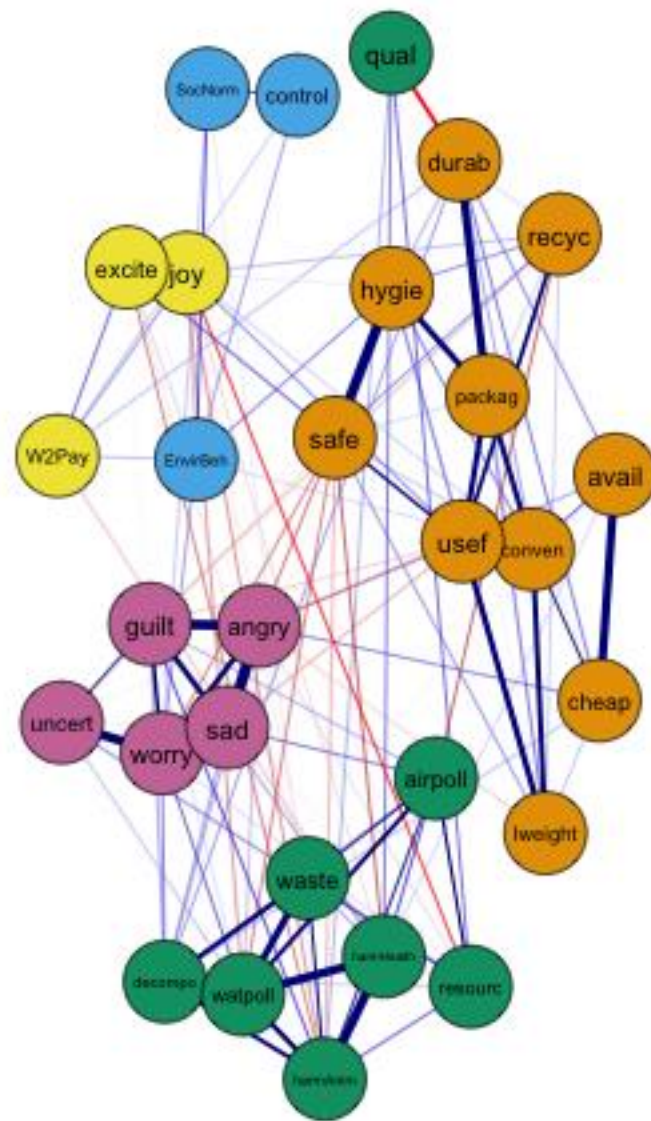 qual
SocNorm
control
durab
recyc
excite
joy
hygie
packag
safe
W2Pay
EnvirBeh
avail
usef
conven
guilt
angry
uncert
worry
sad
cheap
airpoll
lweight
waste
decompo
watpoll
resourc